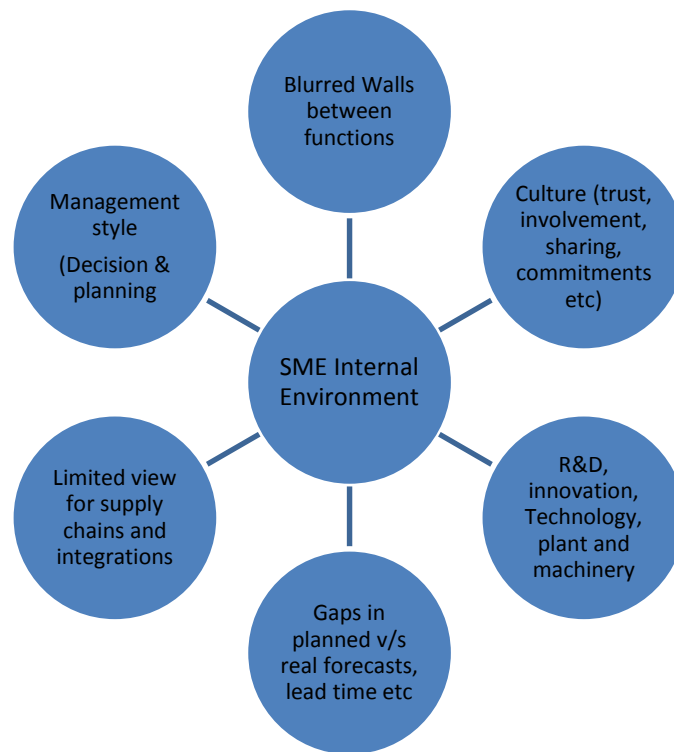 Blurred Walls
between
functions
Management
style
(Decision &
planning
Culture (trust,
involvement,
sharing,
commitments
etc)
SME Internal
Environment
Limited view
for supply
chains and
integrations
R&D,
innovation,
Technology,
plant and
machinery
Gaps in
planned v/s
real forecasts,
lead time etc